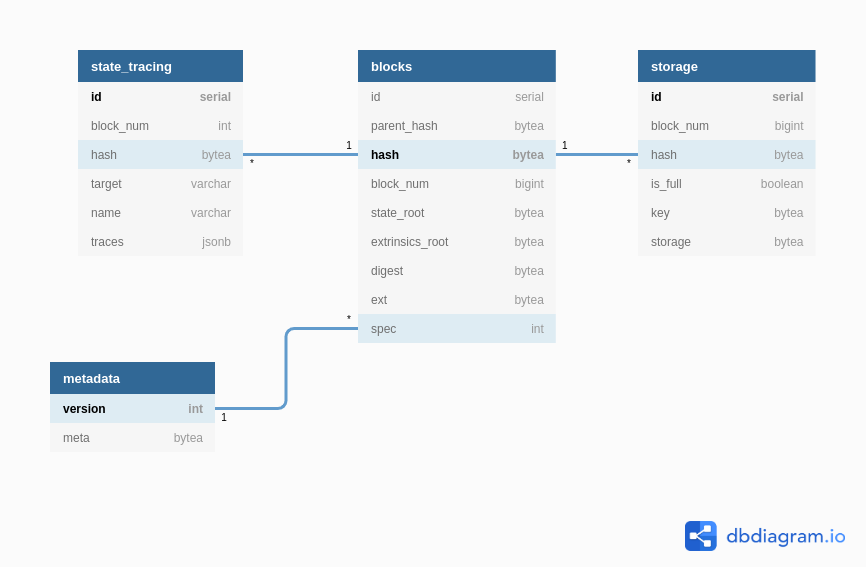 state_tracing
id serial
block_num int
hash bytea
target varchar
name varchar
traces jsonb
* 1
blocks
id serial
parent_hash bytea
hash bytea
block_num bigint
state_root bytea
extrinsics_root bytea
digest bytea
ext bytea
spec int
1 *
storage
id serial
block_num bigint
hash bytea
is_full boolean
key bytea
storage bytea
*
metadata
version int
meta bytea
1
dbdiagram.io